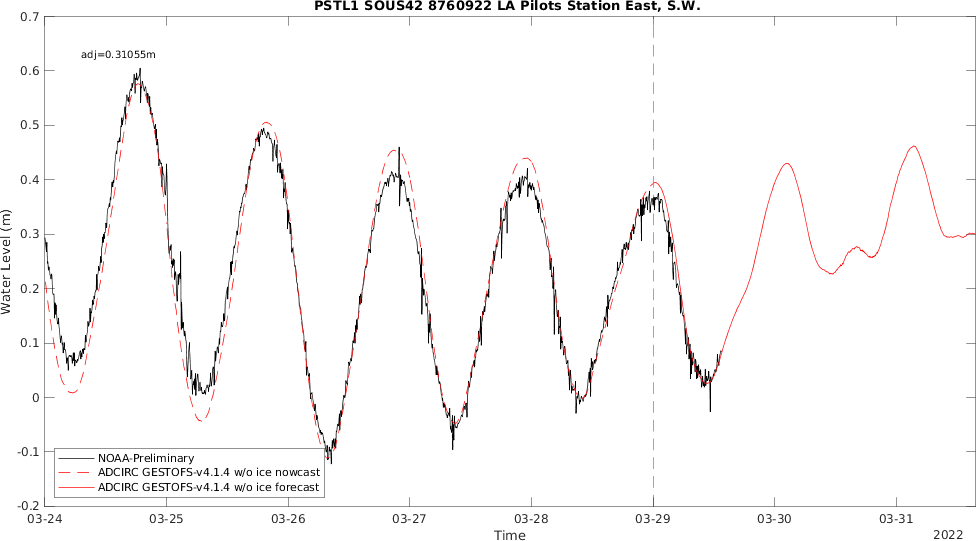 PSTL1 SOUS42 8760922 LA Pilots Station East, S.W.
0.7
adj=0.31055m
0.6
0.5
0.4
0.3
0.2
0.1
0
-0.1
-0.2
Water Level (m)
NOAA-Preliminary
ADCIRC GESTOFS-v4.1.4 w/o ice nowcast
ADCIRC GESTOFS-v4.1.4 w/o ice forecast
03-24 03-25 03-26 03-27 03-28 03-29 03-30 03-31
Time
2022